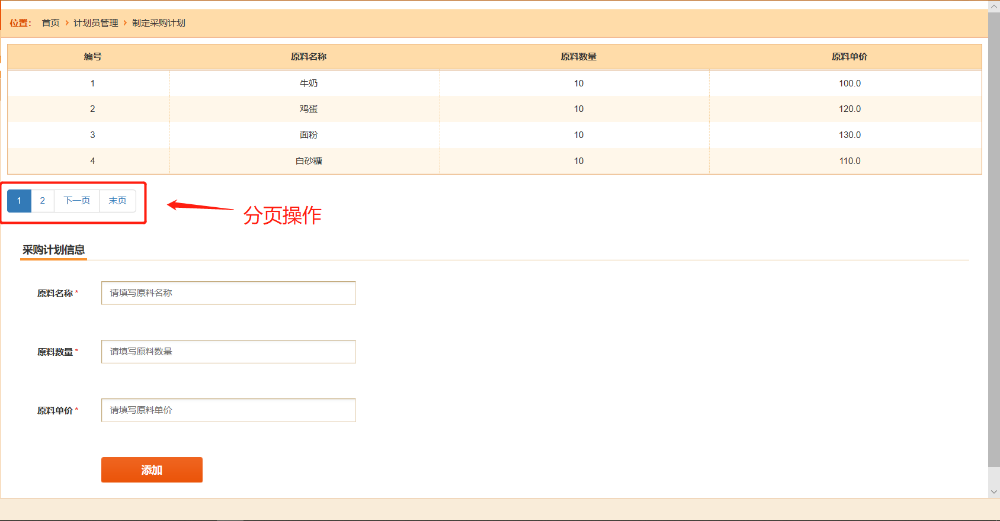 位置： 首页 > 计划员管理 > 制定采购计划
编号 原料名称 原料数量 原料单价
1 牛奶 10 100.0
2 鸡蛋 10 120.0
3 面粉 10 130.0
4 白砂糖 10 110.0
1 2 下一页 末页
分页操作
采购计划信息
原料名称* 请填写原料名称
原料数量* 请填写原料数量
原料单价* 请填写原料单价
添加